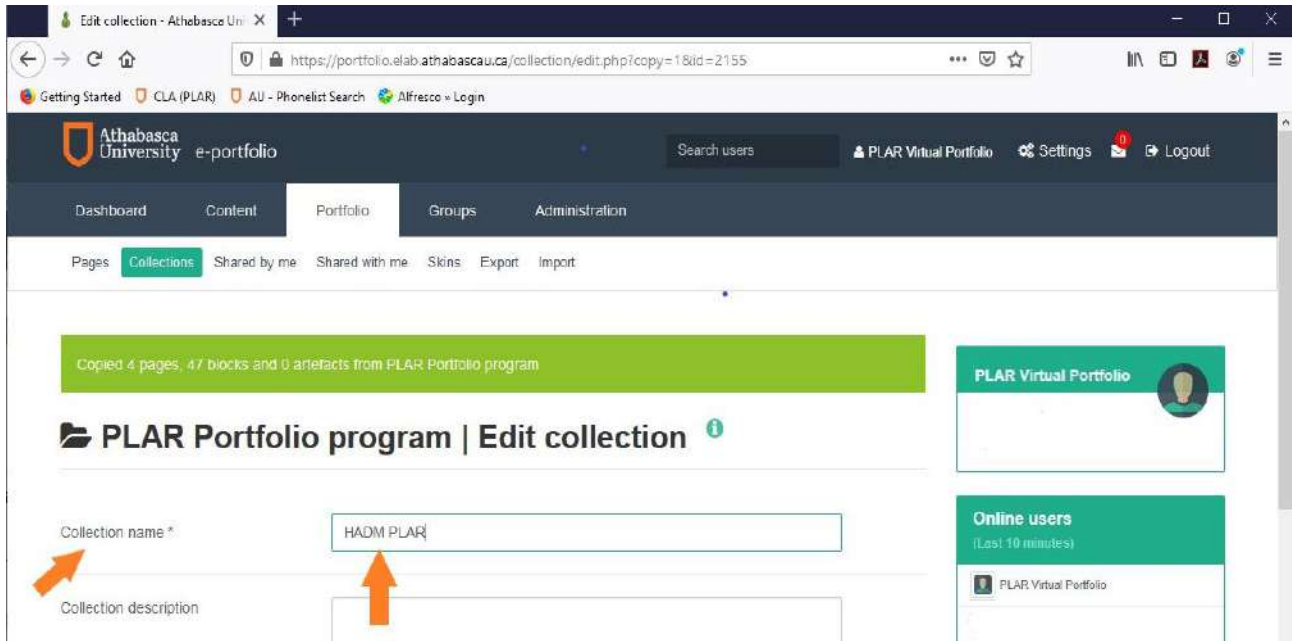 Edit collection - Athabasca Uni
https://portfolio.elab.athabascau.ca/collection/edit.php?copy=1&id=2155
Getting Started CLA (PLAR) AU - Phonelist Search Alfresco » Login
Athabasca
University e-portfolio
Search users
PLAR Virtual Portfolio
Settings
0
Logout
Dashboard Content Portfolio Groups Administration
Pages Collections Shared by me Shared with me Skins Export Import
Copied 4 pages, 47 blocks and 0 artefacts from PLAR Portfolio program
PLAR Virtual Portfolio
PLAR Portfolio program | Edit collection
Collection name *
HADM PLAR
Online users
(Last 10 minutes)
PLAR Virtual Portfolio
Collection description